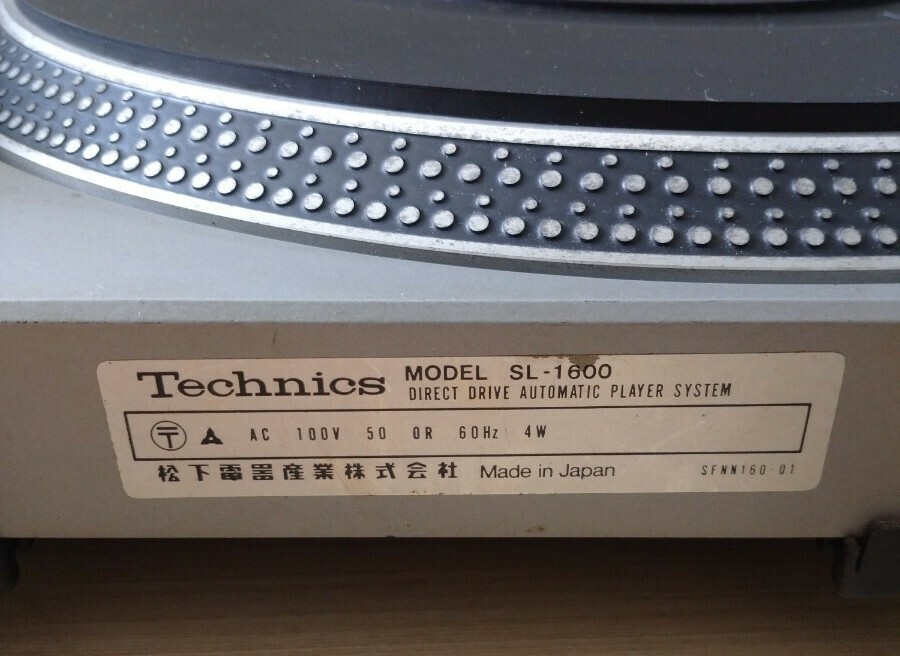 Technics MODEL SL-1600
DIRECT DRIVE AUTOMATIC PLAYER SYSTEM
〒 AC 100V 50 OR 60Hz 4W
松下電器産業株式会社 Made in Japan SFNN160-01